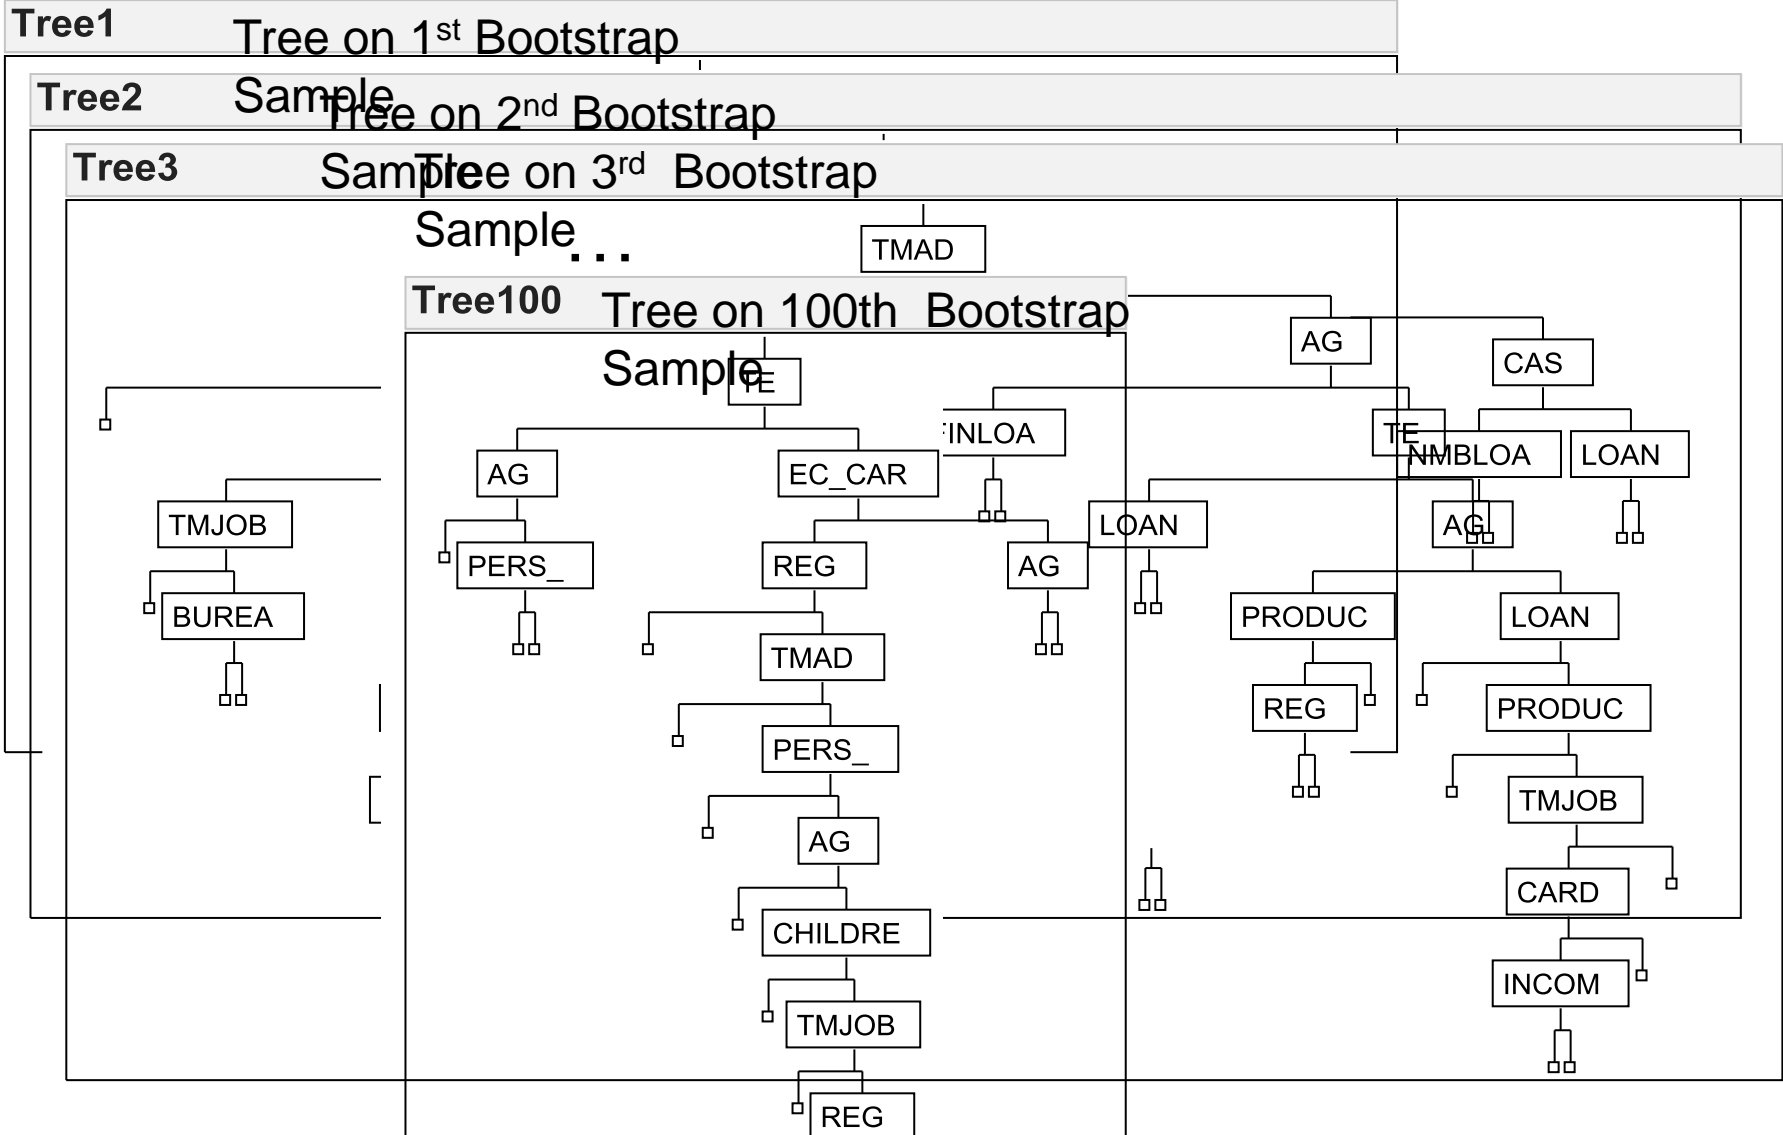 Tree1
Tree on 1st Bootstrap
Sample
Tree2
Tree on 2nd Bootstrap
Sample
Tree3
Tree on 3rd Bootstrap
Sample
...
TMAD
Tree100
Tree on 100th Bootstrap
Sample
TE
AG
CAS
INLOA
TE
NMBLOA
LOAN
AG
EC_CAR
TMJOB
LOAN
AG
PERS_
REG
AG
BUREA
PRODUC
LOAN
TMAD
REG
PRODUC
PERS_
TMJOB
AG
CARD
CHILDRE
INCOM
TMJOB
REG